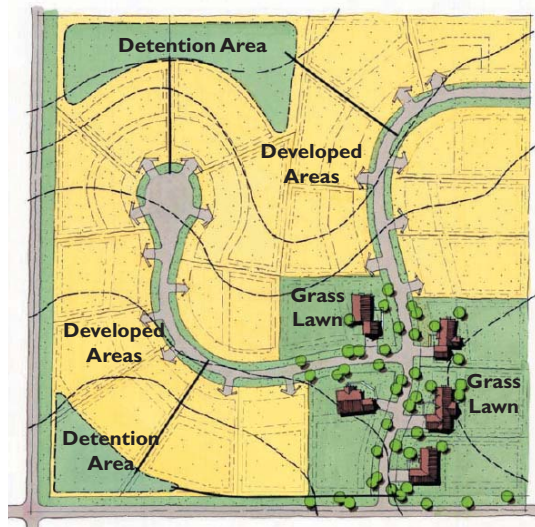 Detention Area
Developed
Areas
Grass
Lawn
Developed
Areas
Grass
Lawn
Detention
Area